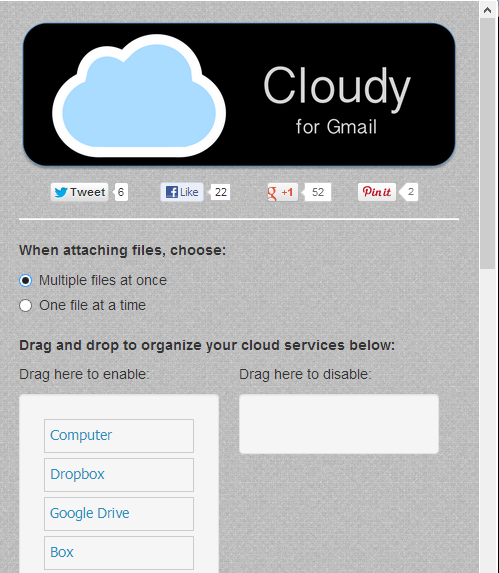 Cloudy
for Gmail
Tweet 6 Like 22 +1 52 Pin it 2
When attaching files, choose:
Multiple files at once
One file at a time
Drag and drop to organize your cloud services below:
Drag here to enable: Drag here to disable:
Computer
Dropbox
Google Drive
Box